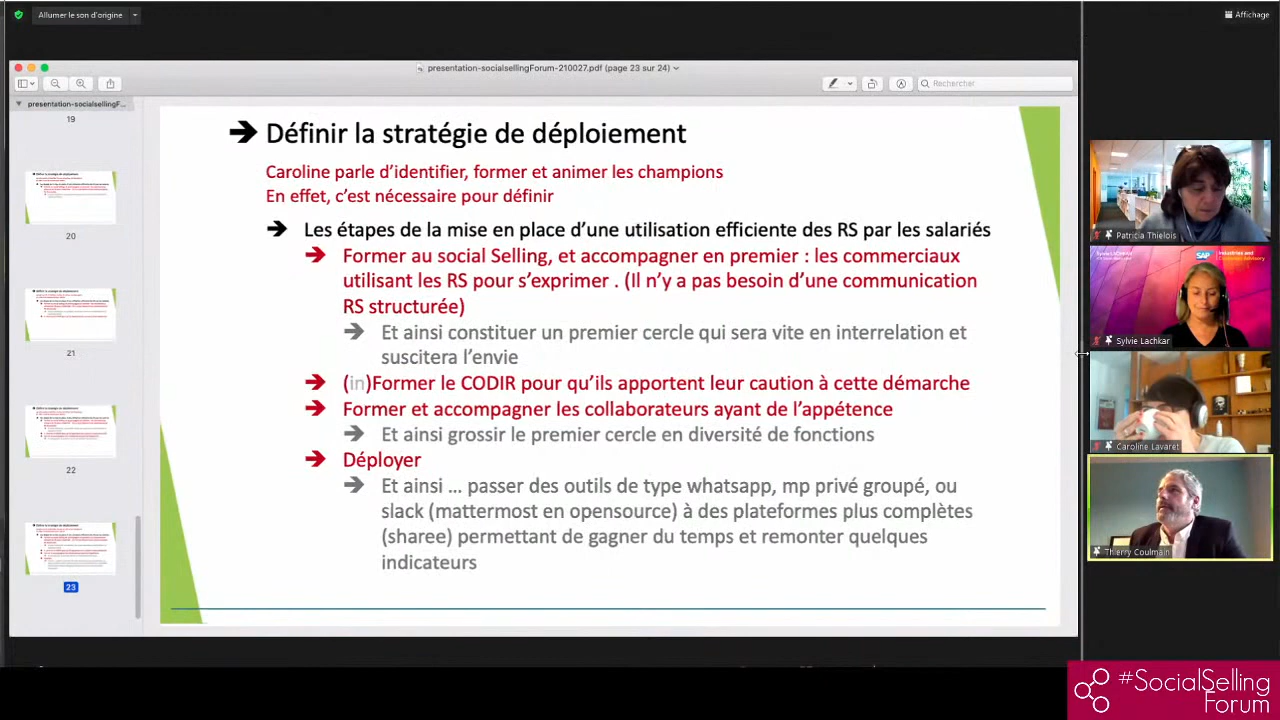 Allumer le son d'origine
Affichage
presentation-socialsellingForum-210027.pdf (page 23 sur 24)
Rechercher
presentation-socialsellingF...
19
20
21
22
23
Définir la stratégie de déploiement
Caroline parle d'identifier, former et animer les champions
En effet, c'est nécessaire pour définir
Les étapes de la mise en place d'une utilisation efficiente des RS par les salariés
Former au social Selling, et accompagner en premier : les commerciaux
utilisant les RS pour s'exprimer . (Il n'y a pas besoin d'une communication
RS structurée)
Et ainsi constituer un premier cercle qui sera vite en interrelation et
suscitera l'envie
(in)Former le CODIR pour qu'ils apportent leur caution à cette démarche
Former et accompagner les collaborateurs ayant de l'appétence
Et ainsi grossir le premier cercle en diversité de fonctions
Déployer
Et ainsi … passer des outils de type whatsapp, mp privé groupé, ou
slack (mattermost en opensource) à des plateformes plus complètes
(sharee) permettant de gagner du temps et remonter quelques
indicateurs
Patricia Thielois
SAP
Industries and
Sylvie Lachkar
Caroline Lavaret
Thierry Coulmain
#SocialSelling
Forum